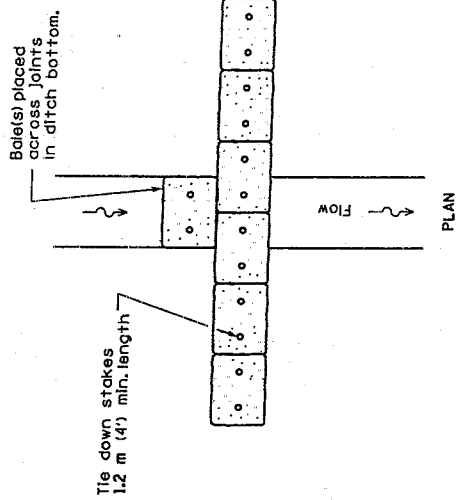 Bale(s) placed
across joints
in ditch bottom.
Tie down stakes
1.2 m (4') min. length
Flow
PLAN